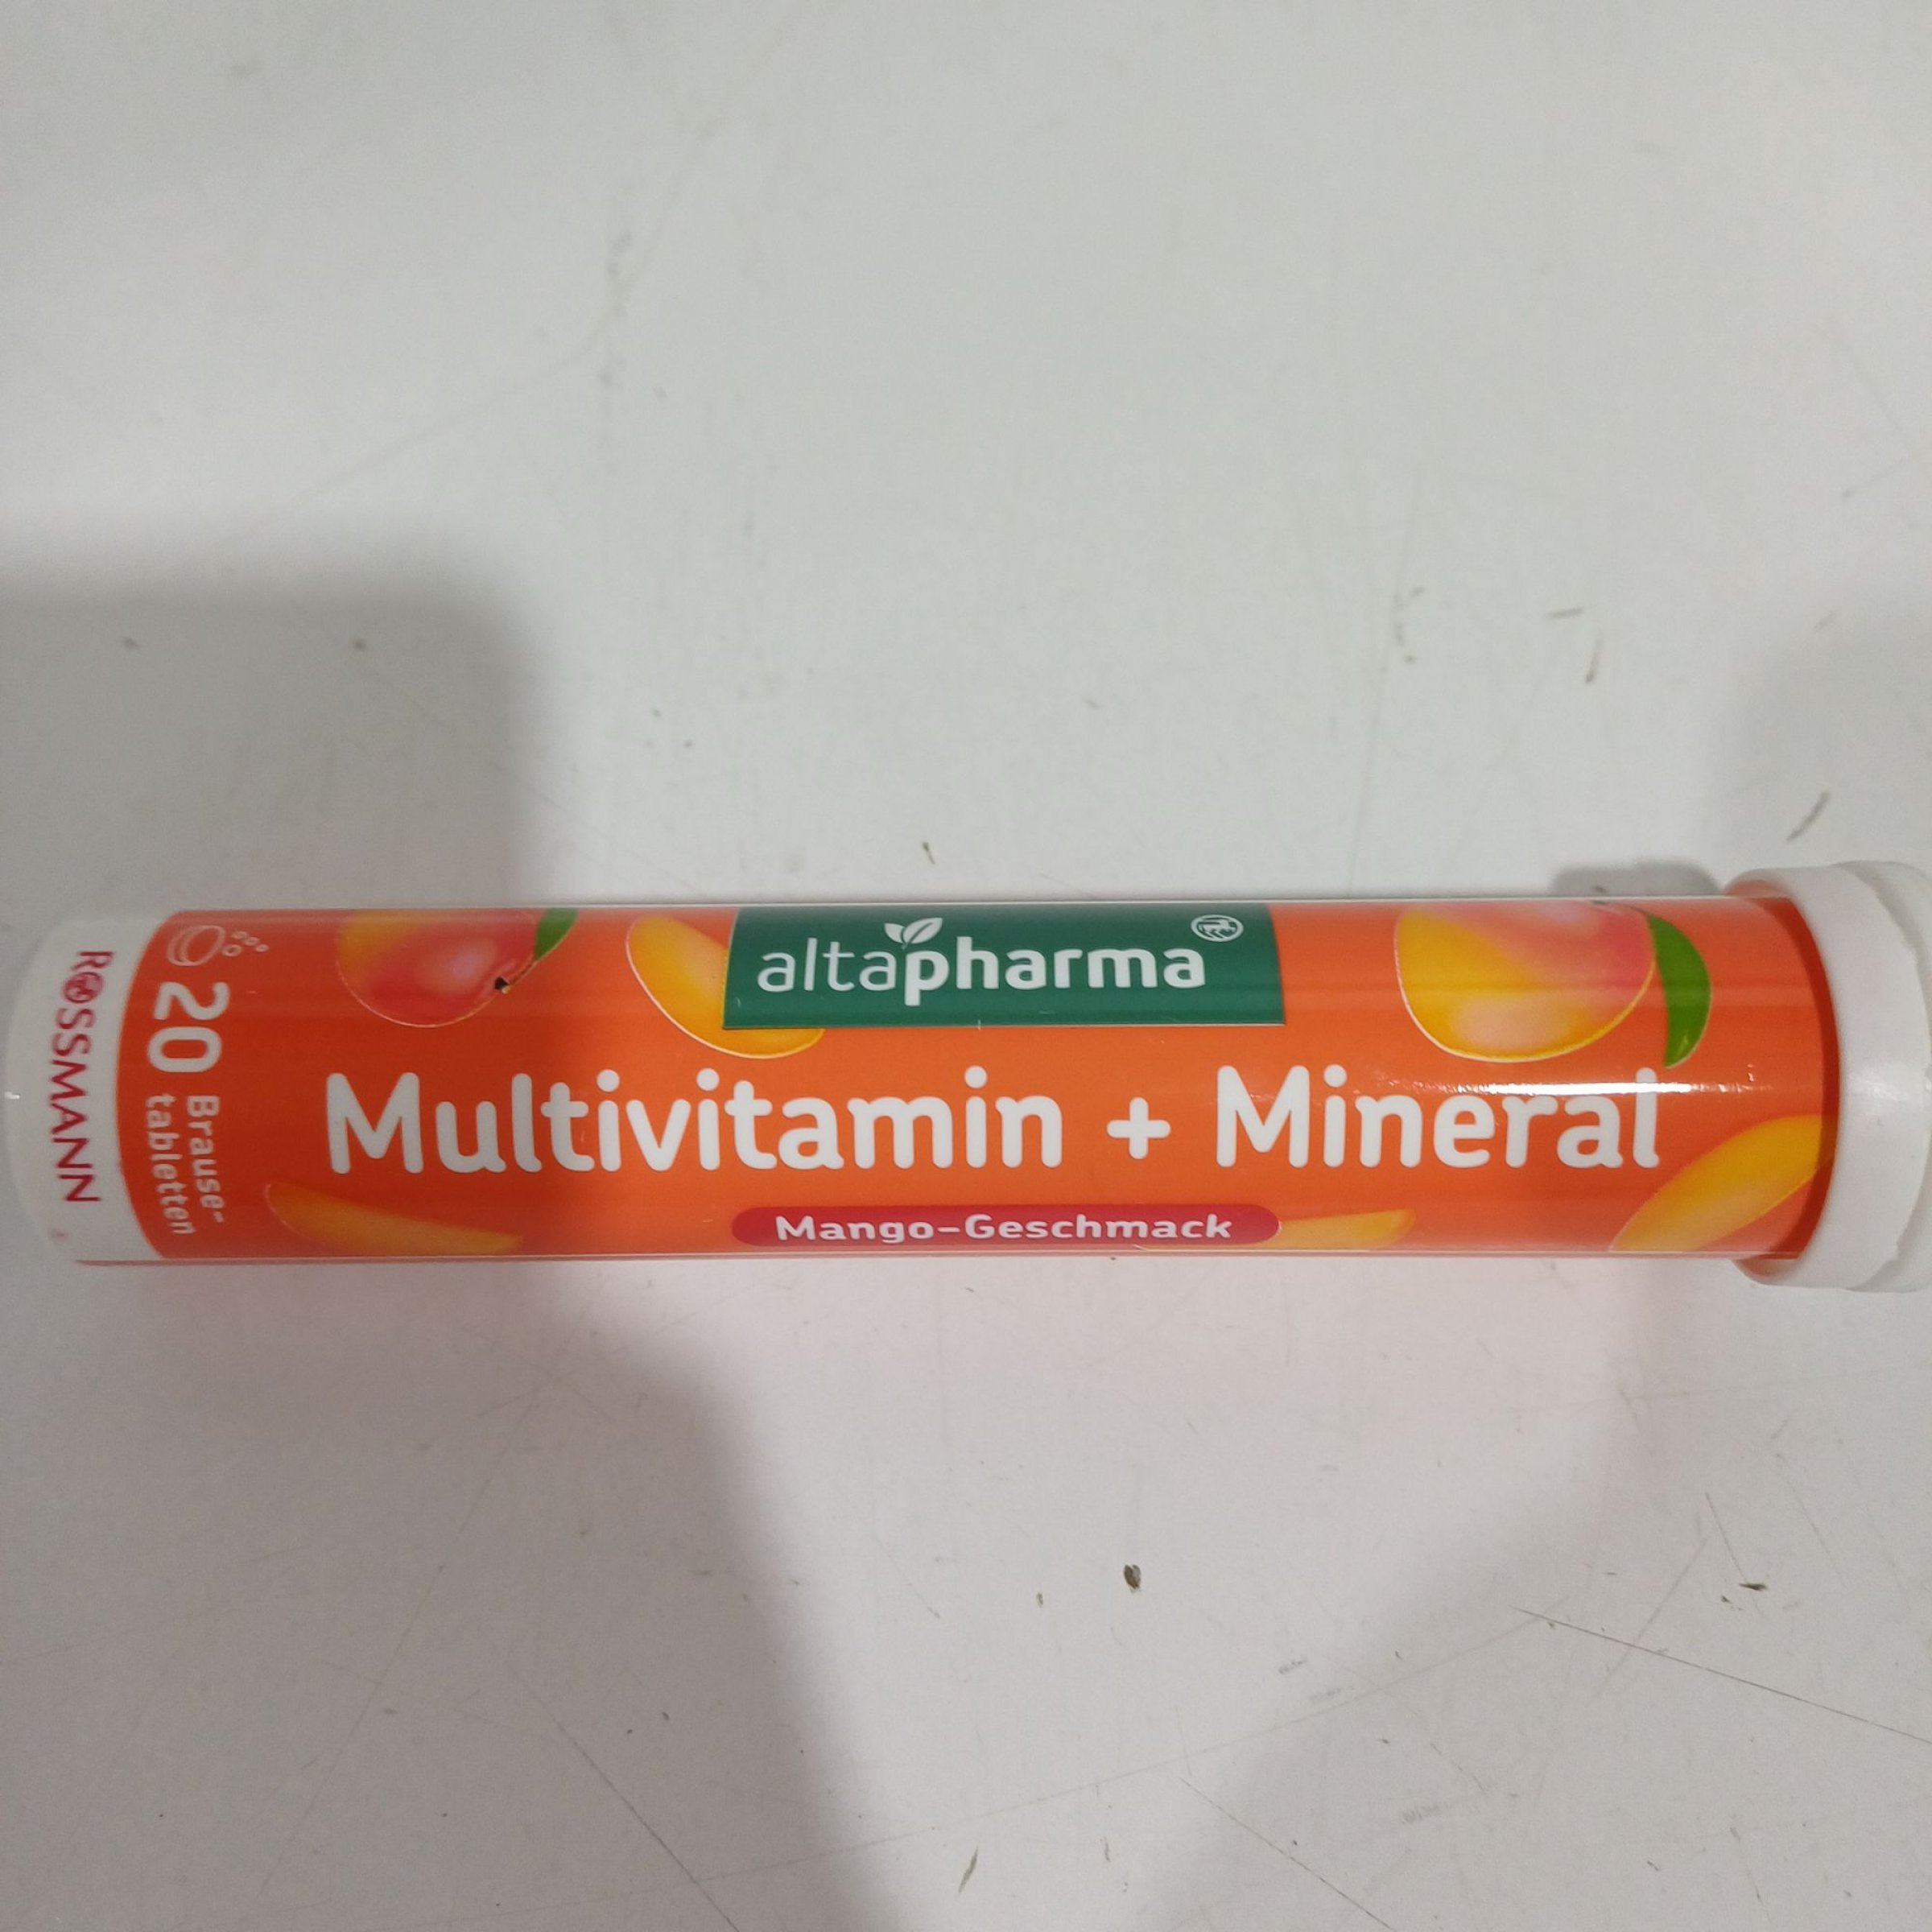 altapharma
Multivitamin + Mineral
Mango-Geschmack
20
Brause-
tabletten
ROSSMANN